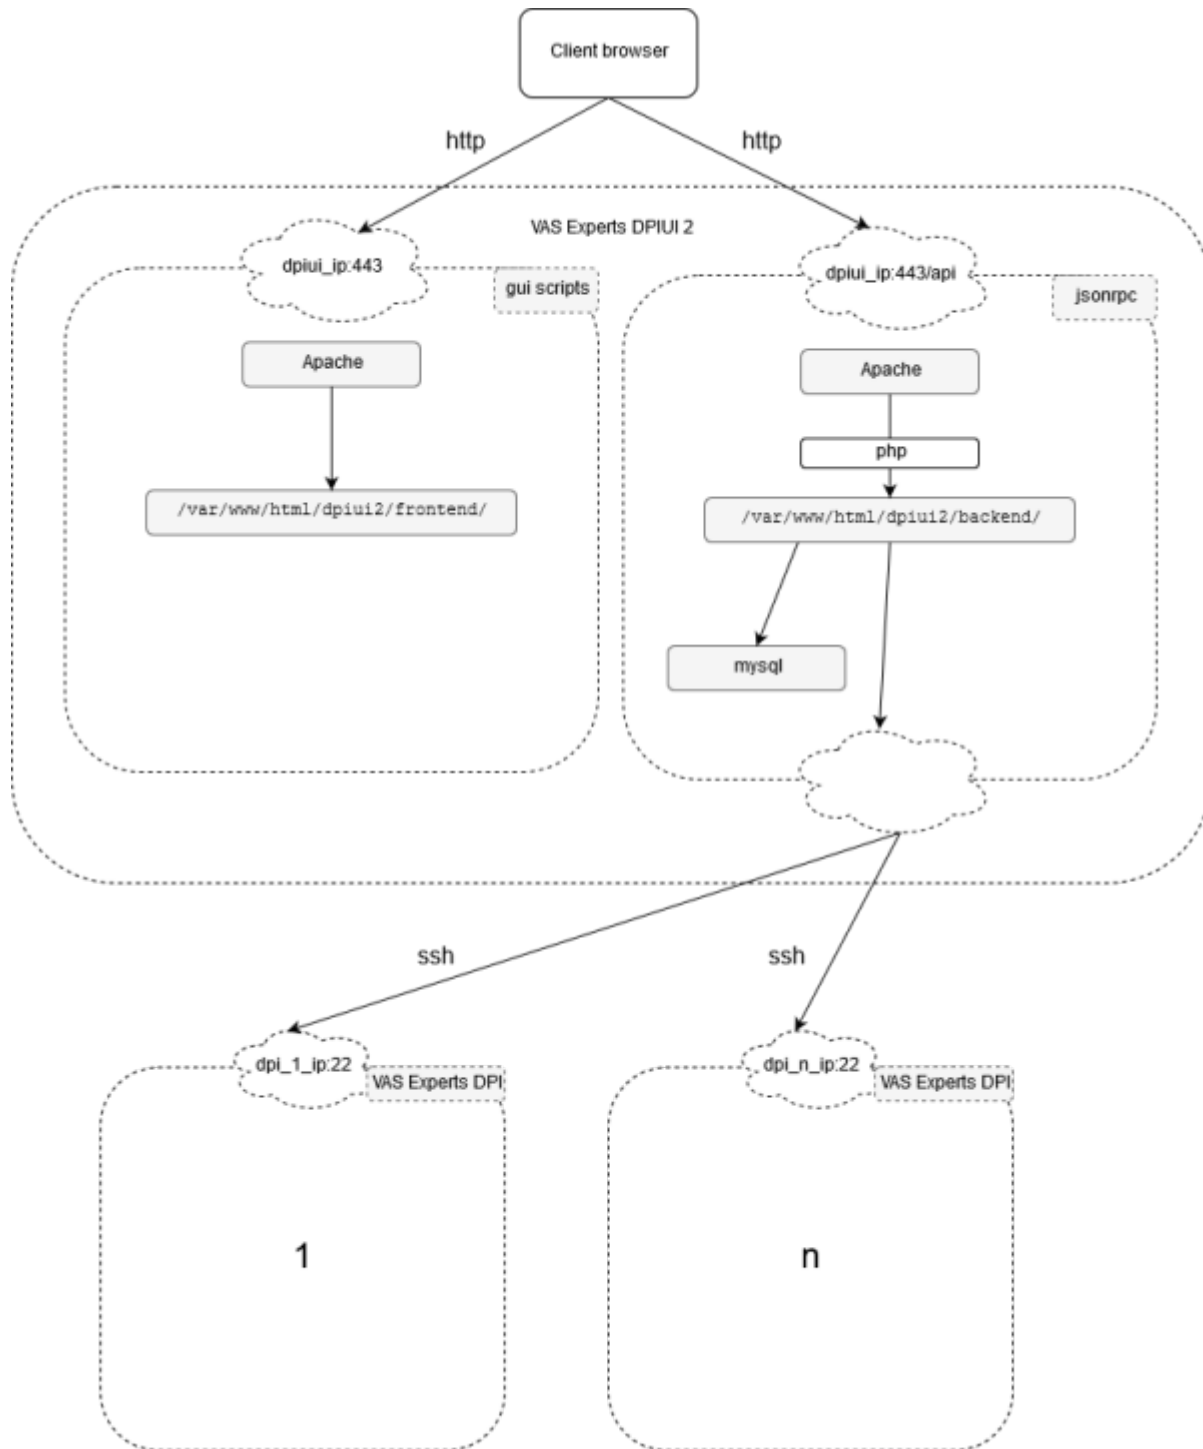 Client browser
http
http
VAS Experts DPIUI 2
dpiui_ip:443
gui scripts
dpiui_ip:443/api
jsonrpc
Apache
Apache
php
/var/www/html/dpiui2/frontend/
/var/www/html/dpiui2/backend/
mysql
ssh
ssh
dpi_1_ip:22
VAS Experts DPI
dpi_n_ip:22
VAS Experts DPI
1
n